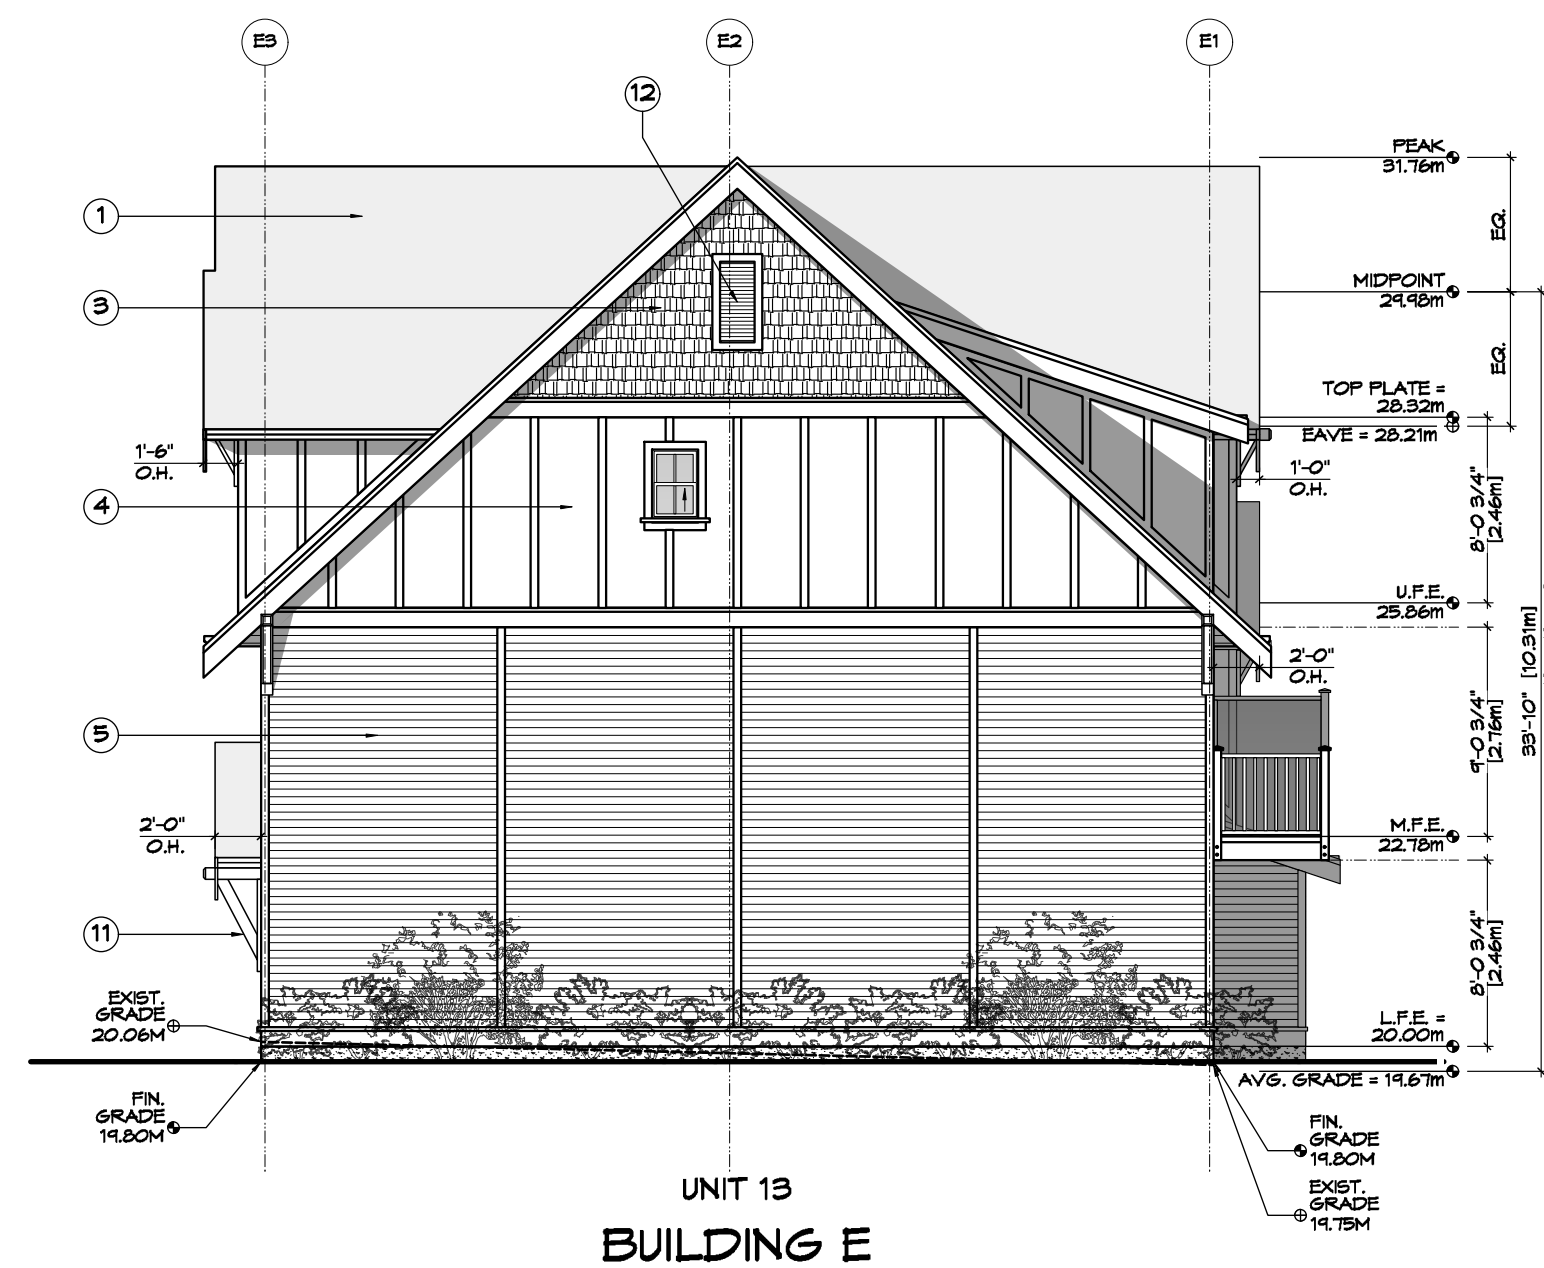 E3
E2
E1
12
PEAK
31.76m
1
EQ.
MIDPOINT
29.98m
3
EQ.
TOP PLATE =
28.32m
EAVE = 28.21m
1'-6"
O.H.
1'-0"
O.H.
4
8'-0 3/4"
[2.46m]
U.F.E.
25.86m
33'-10" [10.31m]
2'-0"
O.H.
5
9'-0 3/4"
[2.76m]
2'-0"
O.H.
M.F.E.
22.78m
11
8'-0 3/4"
[2.46m]
EXIST.
GRADE
20.06M
L.F.E. =
20.00m
AVG. GRADE = 19.67m
FIN.
GRADE
19.80M
FIN.
GRADE
19.80M
EXIST.
GRADE
19.75M
UNIT 13
BUILDING E